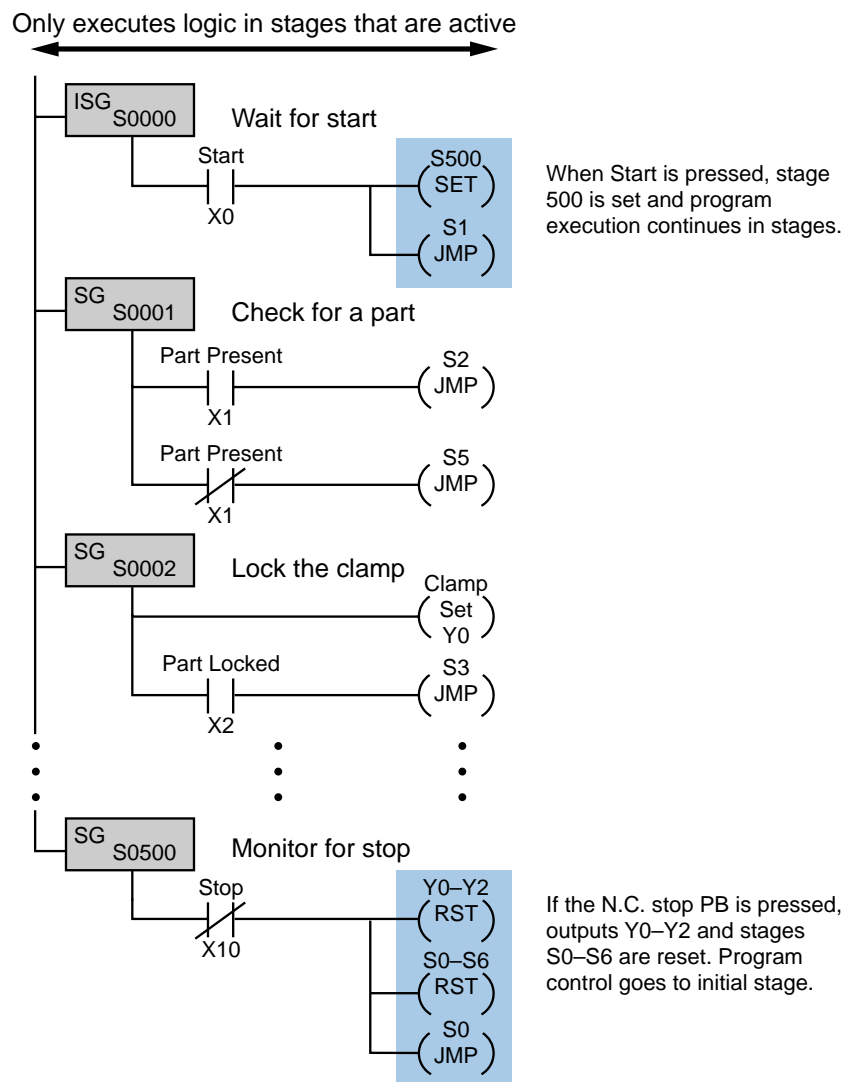 Only executes logic in stages that are active
ISG
S0000
Wait for start
Start
X0
S500
SET
S1
JMP
When Start is pressed, stage
500 is set and program
execution continues in stages.
SG
S0001
Check for a part
Part Present
X1
S2
JMP
Part Present
X1
S5
JMP
SG
S0002
Lock the clamp
Clamp
Set
Y0
Part Locked
X2
S3
JMP
SG
S0500
Monitor for stop
Stop
X10
Y0–Y2
RST
S0–S6
RST
S0
JMP
If the N.C. stop PB is pressed,
outputs Y0–Y2 and stages
S0–S6 are reset. Program
control goes to initial stage.